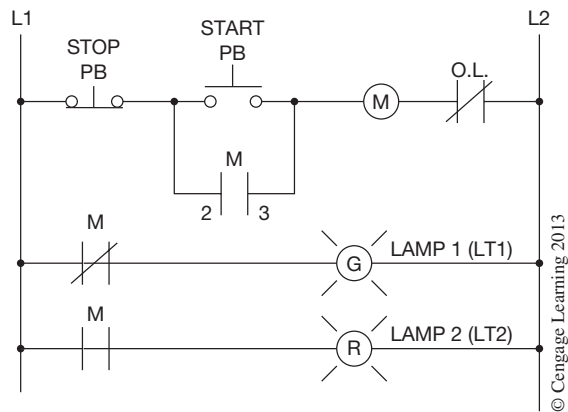 L1
L2
STOP
PB
START
PB
O.L.
M
M
2
3
M
G
LAMP 1 (LT1)
M
R
LAMP 2 (LT2)
© Cengage Learning 2013